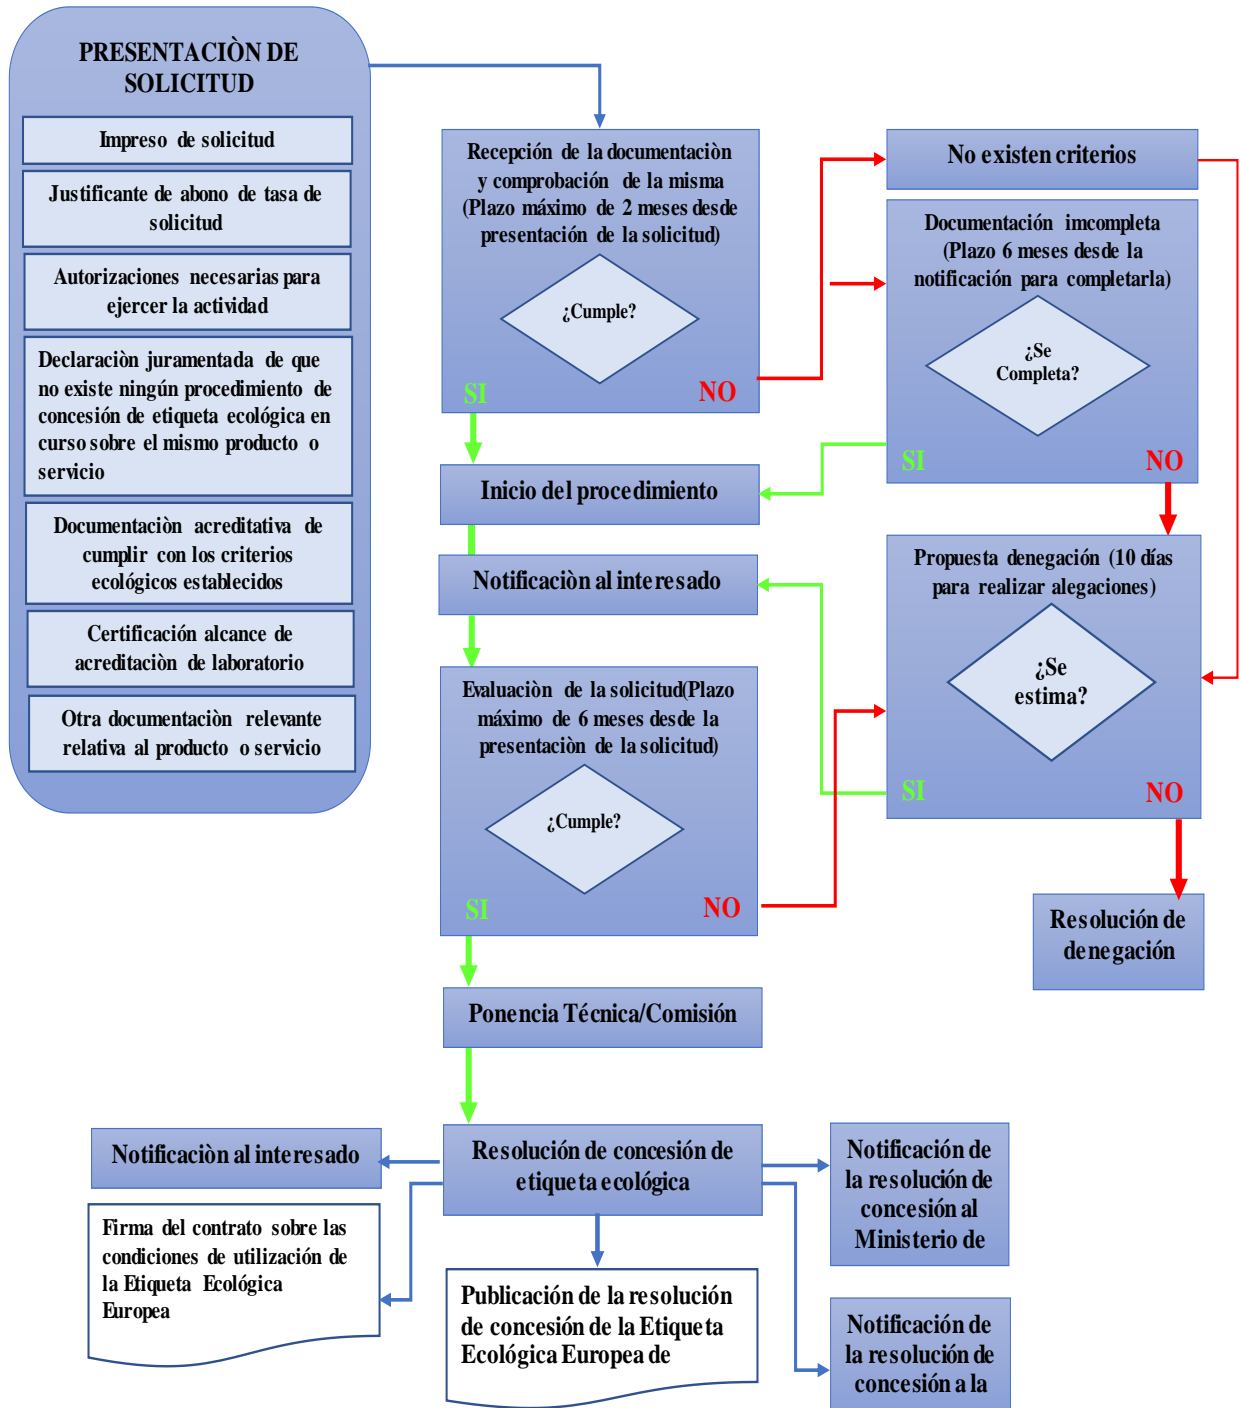 PRESENTACIÒN DE
SOLICITUD
Impreso de solicitud
Justificante de abono de tasa de
solicitud
Autorizaciones necesarias para
ejercer la actividad
Declaraciòn juramentada de que
no existe ningún procedimiento de
concesión de etiqueta ecológica en
curso sobre el mismo producto o
servicio
Documentaciòn acreditativa de
cumplir con los criterios
ecológicos establecidos
Certificación alcance de
acreditaciòn de laboratorio
Otra documentaciòn relevante
relativa al producto o servicio
Recepción de la documentaciòn
y comprobación de la misma
(Plazo máximo de 2 meses desde
presentación de la solicitud)
¿Cumple?
SI
NO
No existen criterios
Documentación imcompleta
(Plazo 6 meses desde la
notificación para completarla)
¿Se
Completa?
SI
NO
Inicio del procedimiento
Notificaciòn al interesado
Propuesta denegación (10 días
para realizar alegaciones)
¿Se
estima?
SI
NO
Evaluaciòn de la solicitud(Plazo
máximo de 6 meses desde la
presentaciòn de la solicitud)
¿Cumple?
SI
NO
Resolución de
denegación
Ponencia Técnica/Comisión
Resolución de concesión de
etiqueta ecológica
Notificaciòn al interesado
Firma del contrato sobre las
condiciones de utilización de
la Etiqueta Ecológica
Europea
Publicación de la resolución
de concesión de la Etiqueta
Ecológica Europea de
Notificación de
la resolución de
concesión al
Ministerio de
Notificación de
la resolución de
concesión a la